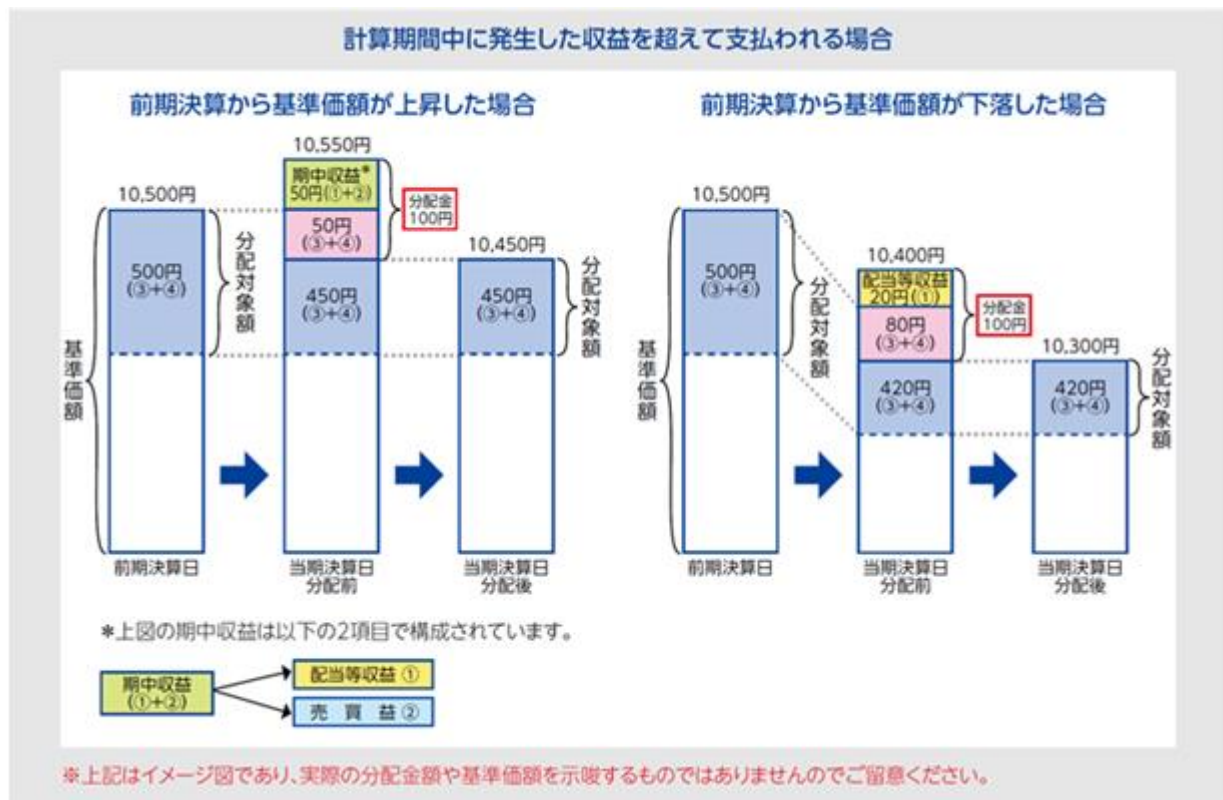 計算期間中に発生した収益を超えて支払われる場合
前期決算から基準価額が上昇した場合
10,500円
500円
(③+④)
分配対象額
基準価額
前期決算日
10,550円
期中収益*
50円(①+②)
50円
(③+④)
450円
(③+④)
分配金
100円
当期決算日
分配前
10,450円
450円
(③+④)
分配対象額
当期決算日
分配後
前期決算から基準価額が下落した場合
10,500円
500円
(③+④)
分配対象額
基準価額
前期決算日
10,400円
配当等収益
20円(①)
80円
(③+④)
420円
(③+④)
分配金
100円
当期決算日
分配前
10,300円
420円
(③+④)
分配対象額
当期決算日
分配後
*上図の期中収益は以下の2項目で構成されています。
期中収益
(①+②)
配当等収益 ①
売 買 益 ②
※上記はイメージ図であり、実際の分配金額や基準価額を示唆するものではありませんのでご留意ください。